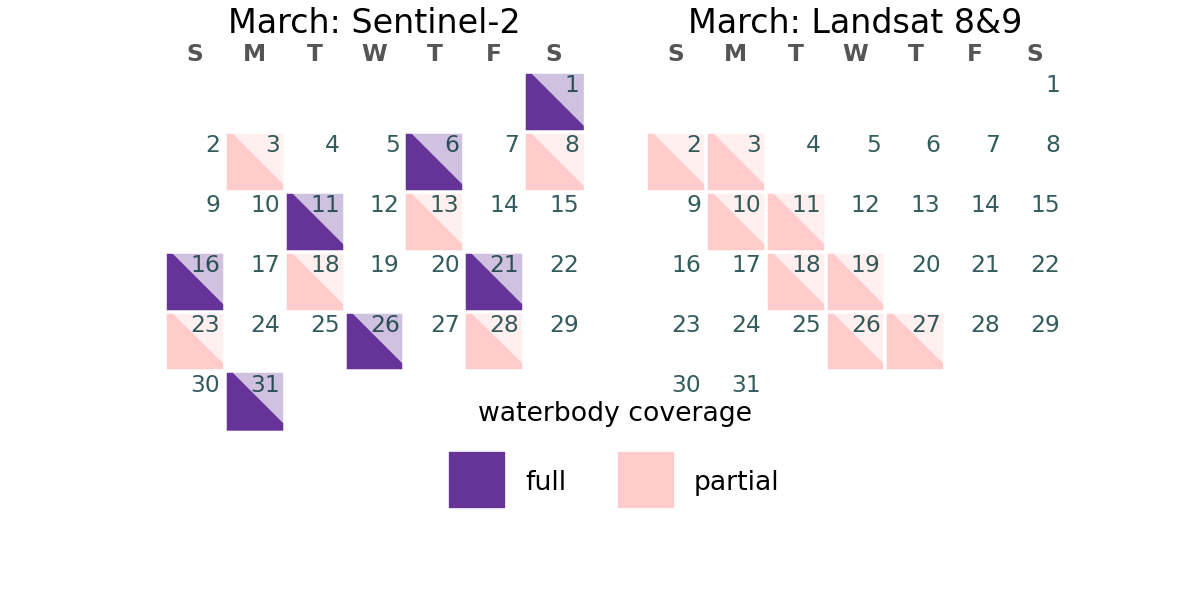 March: Sentinel-2
S M T W T F S
1
2 3 4 5 6 7 8
9 10 11 12 13 14 15
16 17 18 19 20 21 22
23 24 25 26 27 28 29
30 31
March: Landsat 8&9
S M T W T F S
1
2 3 4 5 6 7 8
9 10 11 12 13 14 15
16 17 18 19 20 21 22
23 24 25 26 27 28 29
30 31
waterbody coverage
full partial